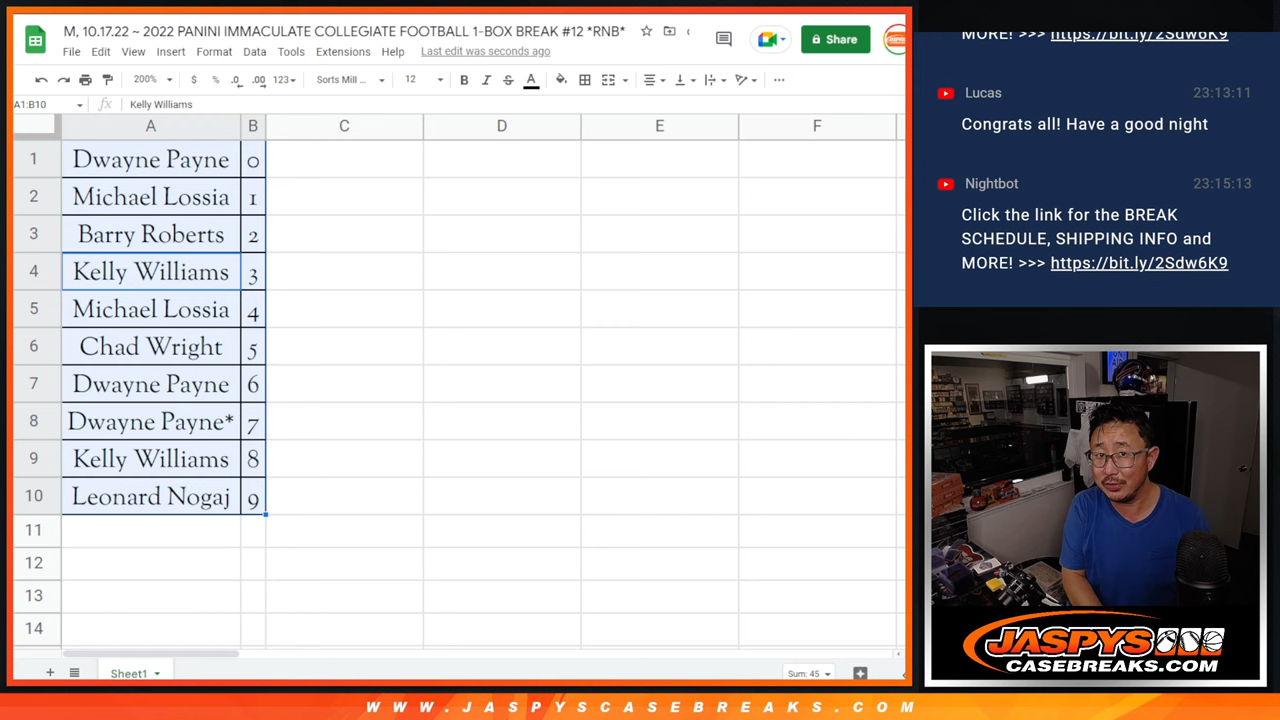 M, 10.17.22 ~ 2022 PANINI IMMACULATE COLLEGIATE FOOTBALL 1-BOX BREAK #12 *RNB*
File Edit View Insert Format Data Tools Extensions Help Last edit was seconds ago
Share
200% $ % .0 .00 123 Sorts Mill ... 12 B I S A
A1:B10 fx Kelly Williams
A B C D E F
1 Dwayne Payne 0
2 Michael Lossia 1
3 Barry Roberts 2
4 Kelly Williams 3
5 Michael Lossia 4
6 Chad Wright 5
7 Dwayne Payne 6
8 Dwayne Payne* 7
9 Kelly Williams 8
10 Leonard Nogaj 9
11
12
13
14
Sheet1
Sum: 45
MORE! >>> https://bit.ly/2Sdw6K9
Lucas 23:13:11
Congrats all! Have a good night
Nightbot 23:15:13
Click the link for the BREAK
SCHEDULE, SHIPPING INFO and
MORE! >>> https://bit.ly/2Sdw6K9
JASPYS
CASEBREAKS.COM
WWW.JASPYSCASEBREAKS.COM